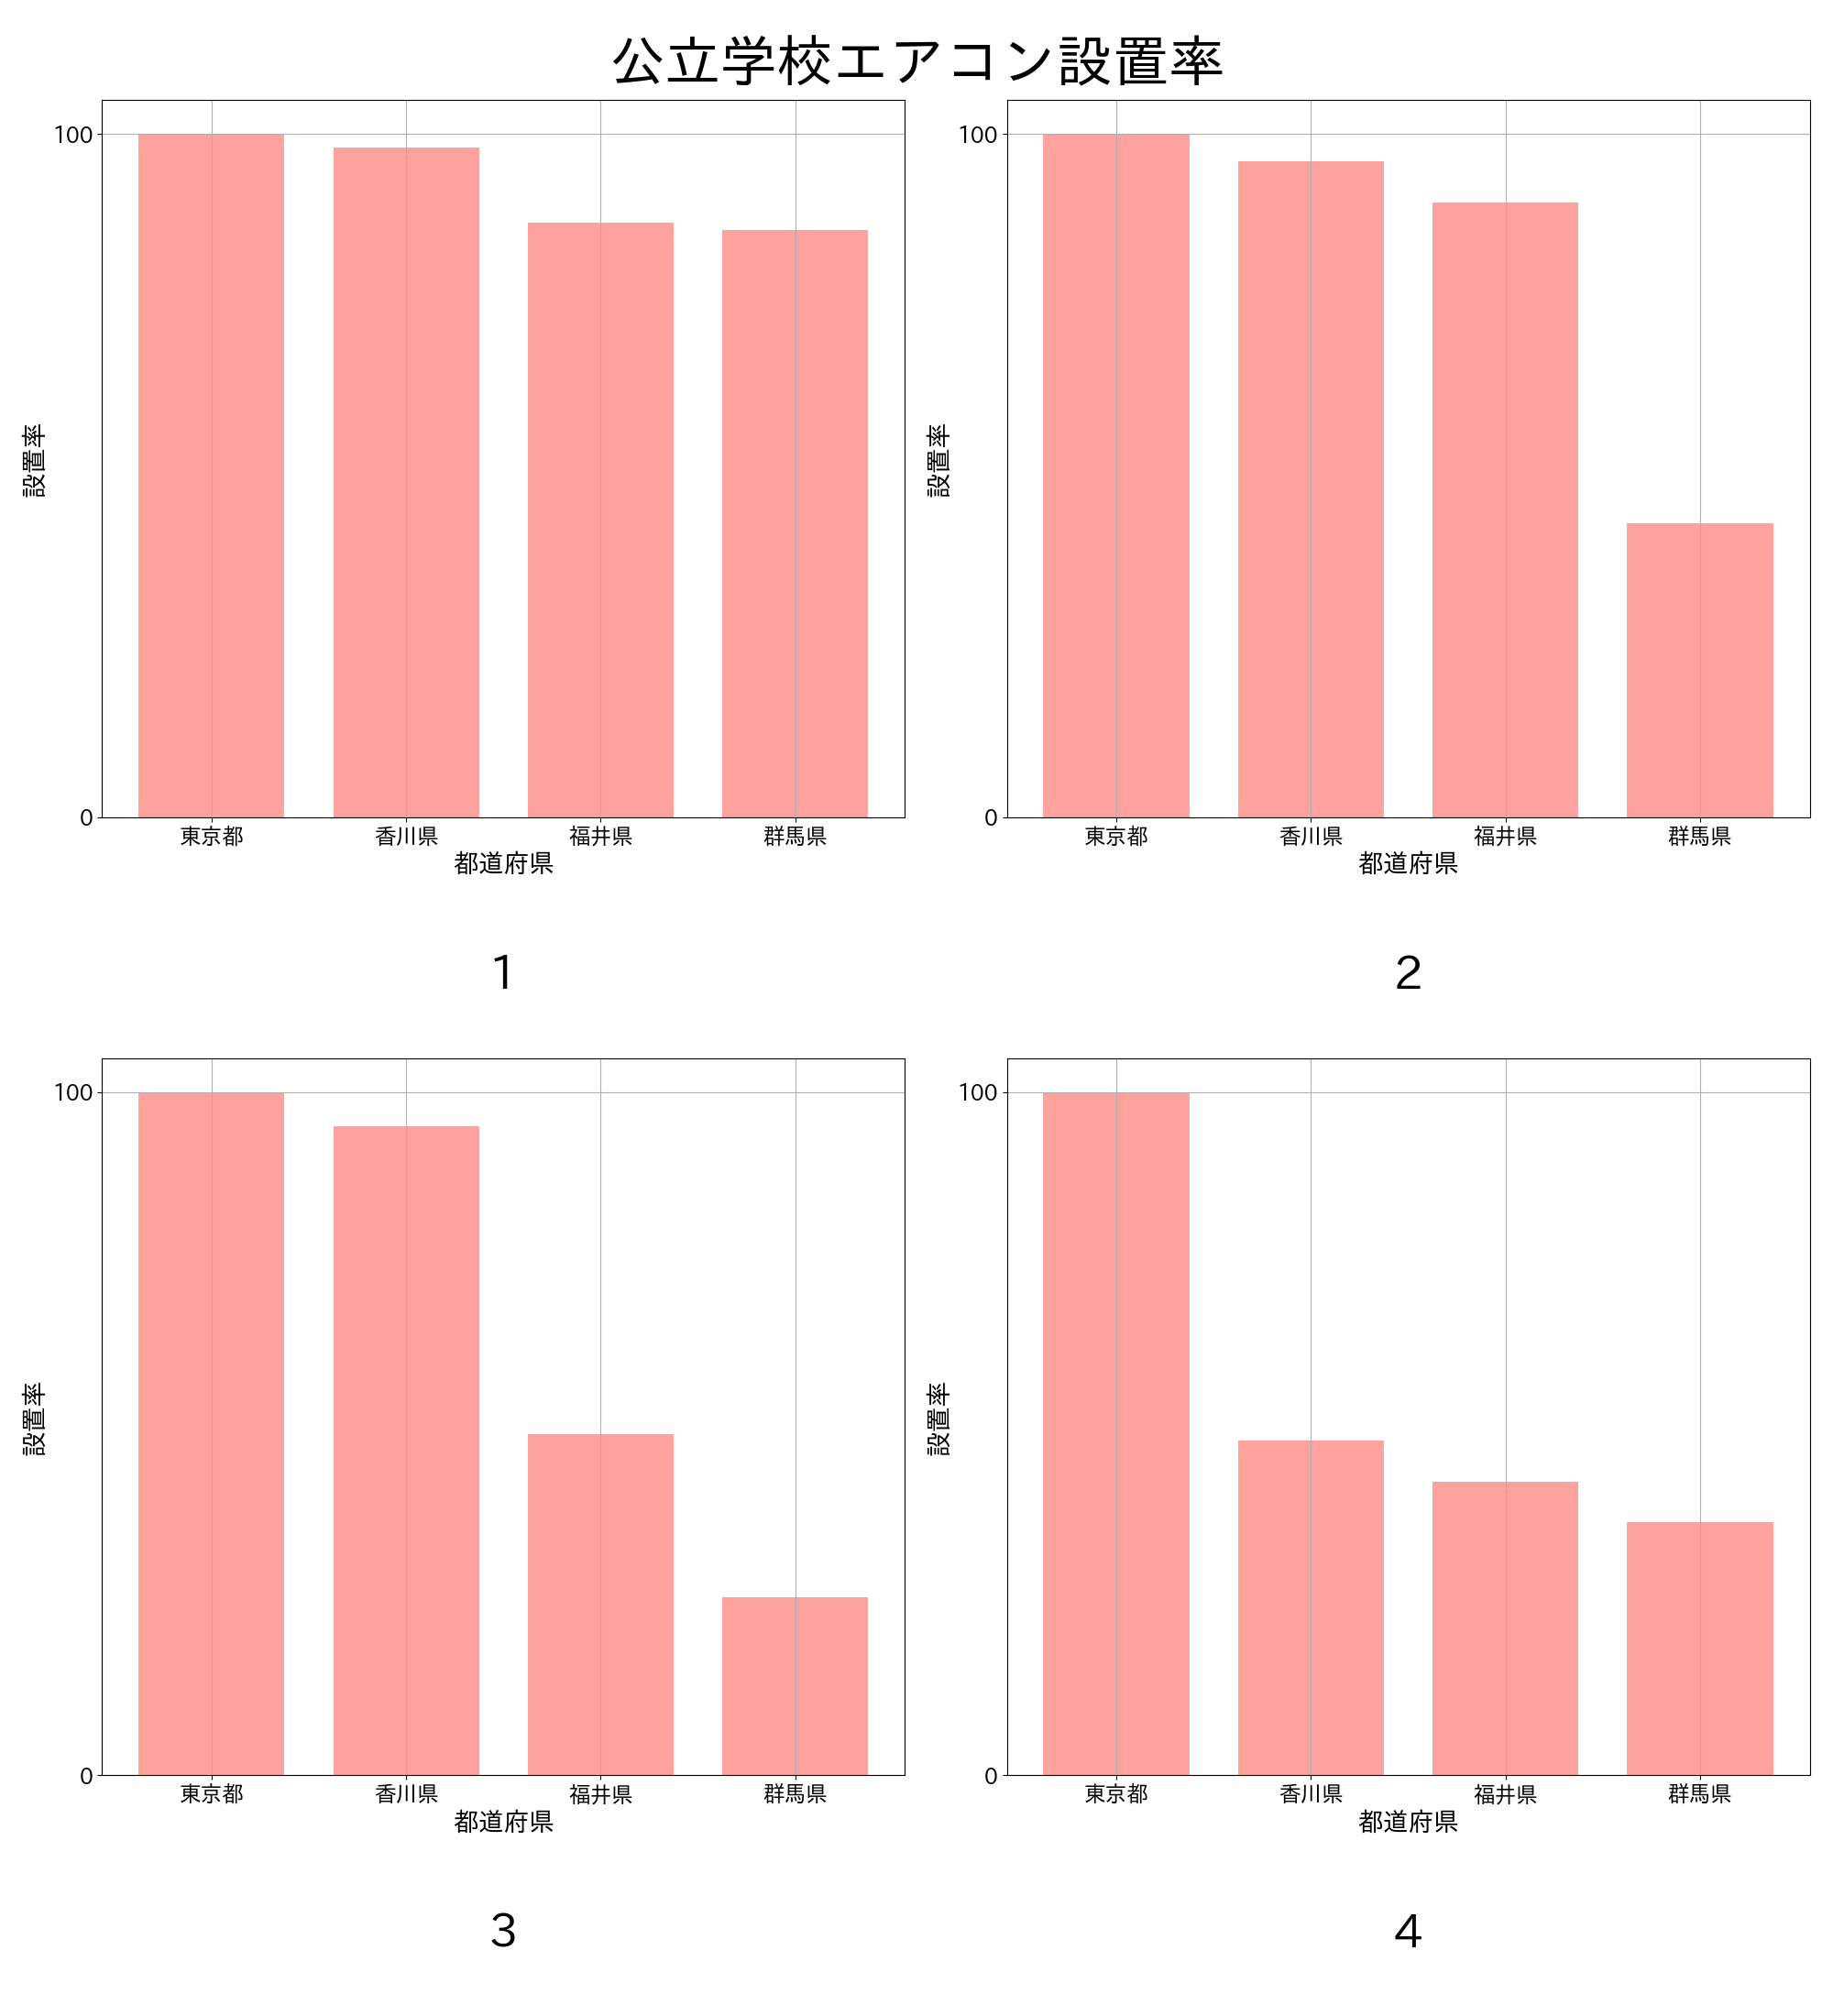 公立学校エアコン設置率
100
設置率
0
東京都 香川県 福井県 群馬県
都道府県
1
100
設置率
0
東京都 香川県 福井県 群馬県
都道府県
2
100
設置率
0
東京都 香川県 福井県 群馬県
都道府県
3
100
設置率
0
東京都 香川県 福井県 群馬県
都道府県
4